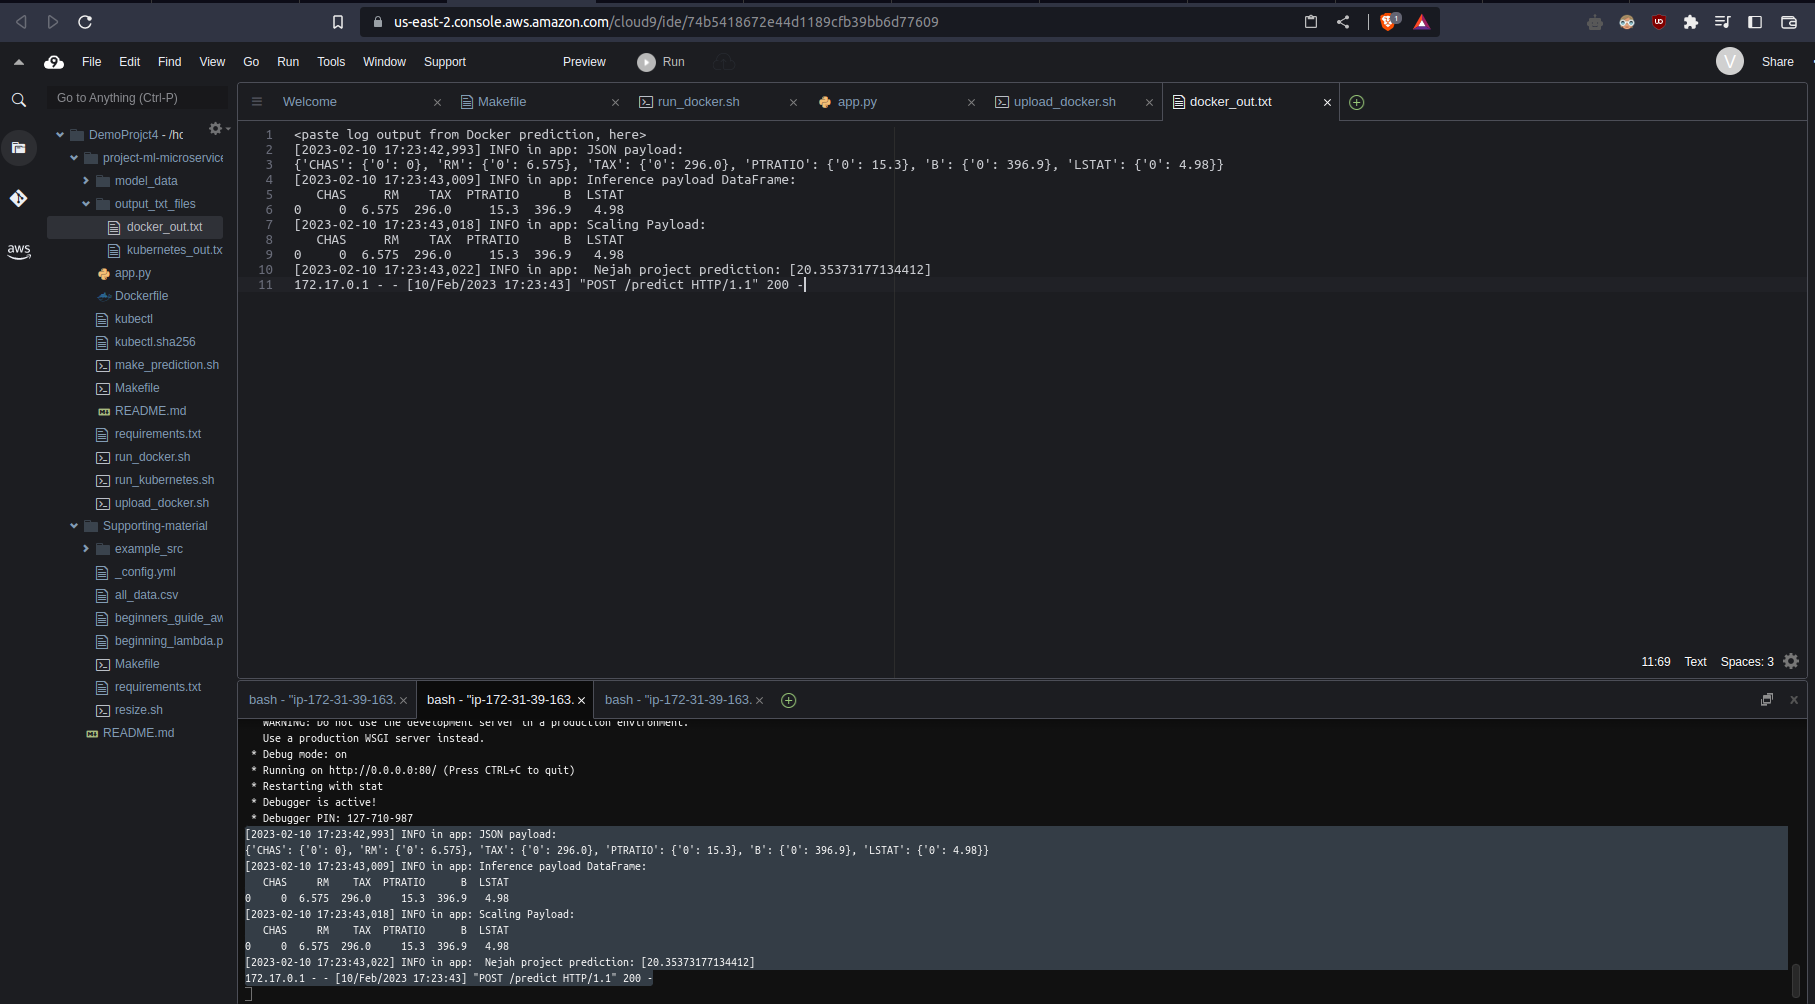 us-east-2.console.aws.amazon.com/cloud9/ide/74b5418672e44d1189cfb39bb6d77609
1
UD
9 File Edit Find View Go Run Tools Window Support Preview Run V Share
Go to Anything (Ctrl-P)
Welcome Makefile run_docker.sh app.py upload_docker.sh docker_out.txt
aws
DemoProjct4 - /hc
project-ml-microservice
model_data
output_txt_files
docker_out.txt
kubernetes_out.tx
app.py
Dockerfile
kubectl
kubectl.sha256
make_prediction.sh
Makefile
README.md
requirements.txt
run_docker.sh
run_kubernetes.sh
upload_docker.sh
Supporting-material
example_src
_config.yml
all_data.csv
beginners_guide_aw
beginning_lambda.p
Makefile
requirements.txt
resize.sh
README.md
1 <paste log output from Docker prediction, here>
2 [2023-02-10 17:23:42,993] INFO in app: JSON payload:
3 {'CHAS': {'0': 0}, 'RM': {'0': 6.575}, 'TAX': {'0': 296.0}, 'PTRATIO': {'0': 15.3}, 'B': {'0': 396.9}, 'LSTAT': {'0': 4.98}}
4 [2023-02-10 17:23:43,009] INFO in app: Inference payload DataFrame:
5    CHAS     RM    TAX  PTRATIO      B  LSTAT
6 0     0  6.575  296.0     15.3  396.9   4.98
7 [2023-02-10 17:23:43,018] INFO in app: Scaling Payload:
8    CHAS     RM    TAX  PTRATIO      B  LSTAT
9 0     0  6.575  296.0     15.3  396.9   4.98
10 [2023-02-10 17:23:43,022] INFO in app:  Nejah project prediction: [20.35373177134412]
11 172.17.0.1 - - [10/Feb/2023 17:23:43] "POST /predict HTTP/1.1" 200 -
11:69 Text Spaces: 3
bash - "ip-172-31-39-163. bash - "ip-172-31-39-163. bash - "ip-172-31-39-163.
WARNING: Do not use the development server in a production environment.
Use a production WSGI server instead.
* Debug mode: on
* Running on http://0.0.0.0:80/ (Press CTRL+C to quit)
* Restarting with stat
* Debugger is active!
* Debugger PIN: 127-710-987
[2023-02-10 17:23:42,993] INFO in app: JSON payload:
{'CHAS': {'0': 0}, 'RM': {'0': 6.575}, 'TAX': {'0': 296.0}, 'PTRATIO': {'0': 15.3}, 'B': {'0': 396.9}, 'LSTAT': {'0': 4.98}}
[2023-02-10 17:23:43,009] INFO in app: Inference payload DataFrame:
   CHAS     RM    TAX  PTRATIO      B  LSTAT
0     0  6.575  296.0     15.3  396.9   4.98
[2023-02-10 17:23:43,018] INFO in app: Scaling Payload:
   CHAS     RM    TAX  PTRATIO      B  LSTAT
0     0  6.575  296.0     15.3  396.9   4.98
[2023-02-10 17:23:43,022] INFO in app:  Nejah project prediction: [20.35373177134412]
172.17.0.1 - - [10/Feb/2023 17:23:43] "POST /predict HTTP/1.1" 200 -